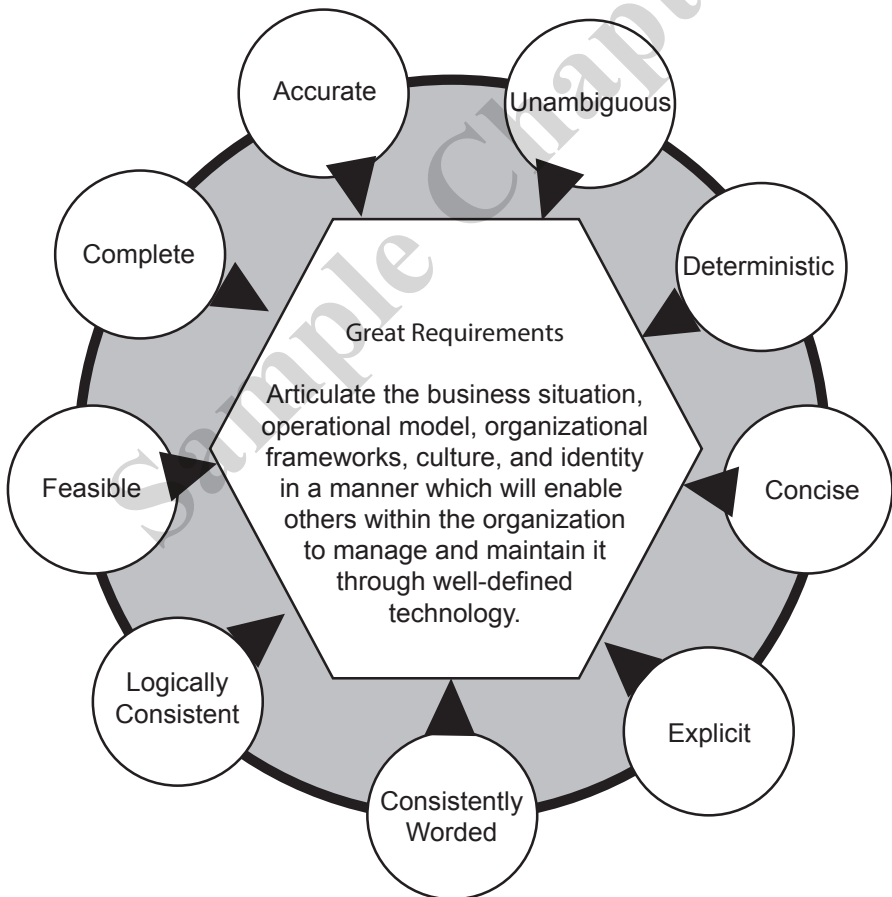 Accurate
Unambiguous
Complete
Deterministic
Feasible
Concise
Logically
Consistent
Explicit
Consistently
Worded
Great Requirements
Articulate the business situation,
operational model, organizational
frameworks, culture, and identity
in a manner which will enable
others within the organization
to manage and maintain it
through well-defined
technology.
Sample Chapt